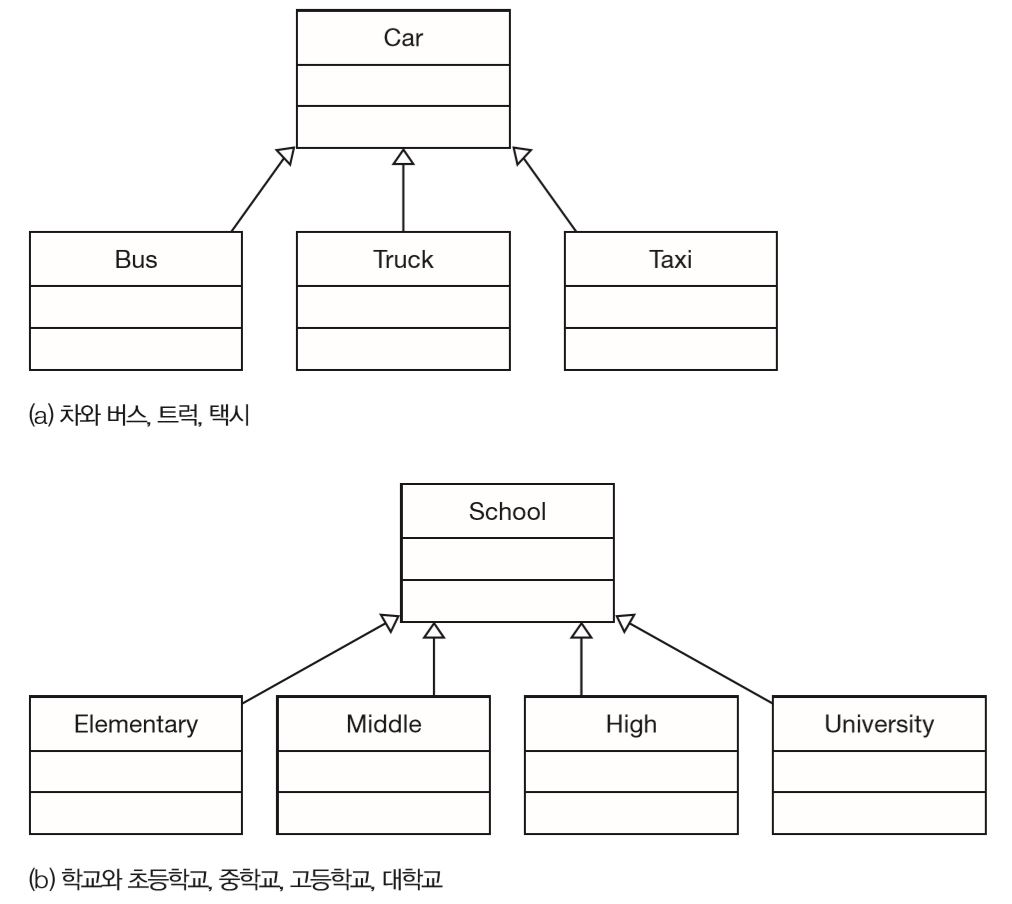 Car
Bus
Truck
Taxi
(a) 차와 버스, 트럭, 택시
School
Elementary
Middle
High
University
(b) 학교와 초등학교, 중학교, 고등학교, 대학교